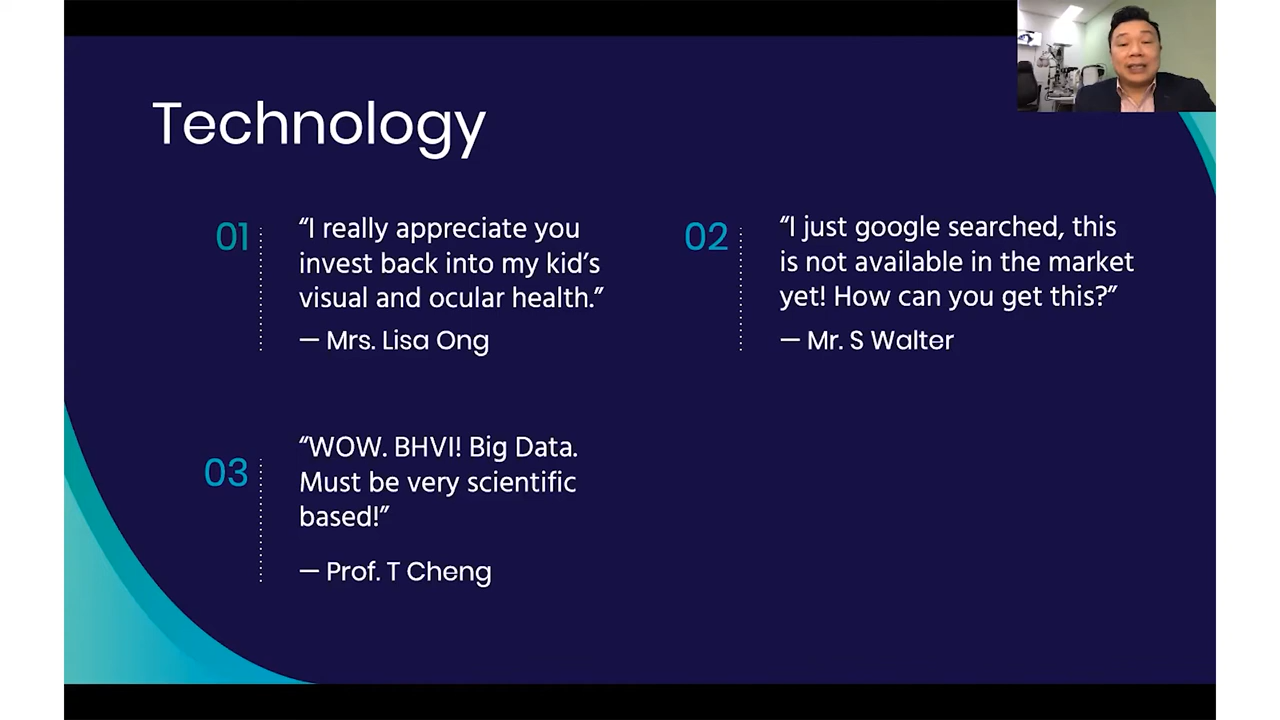 Technology
01
“I really appreciate you
invest back into my kid’s
visual and ocular health.”
— Mrs. Lisa Ong
02
“I just google searched, this
is not available in the market
yet! How can you get this?”
— Mr. S Walter
03
“WOW. BHVI! Big Data.
Must be very scientific
based!”
— Prof. T Cheng